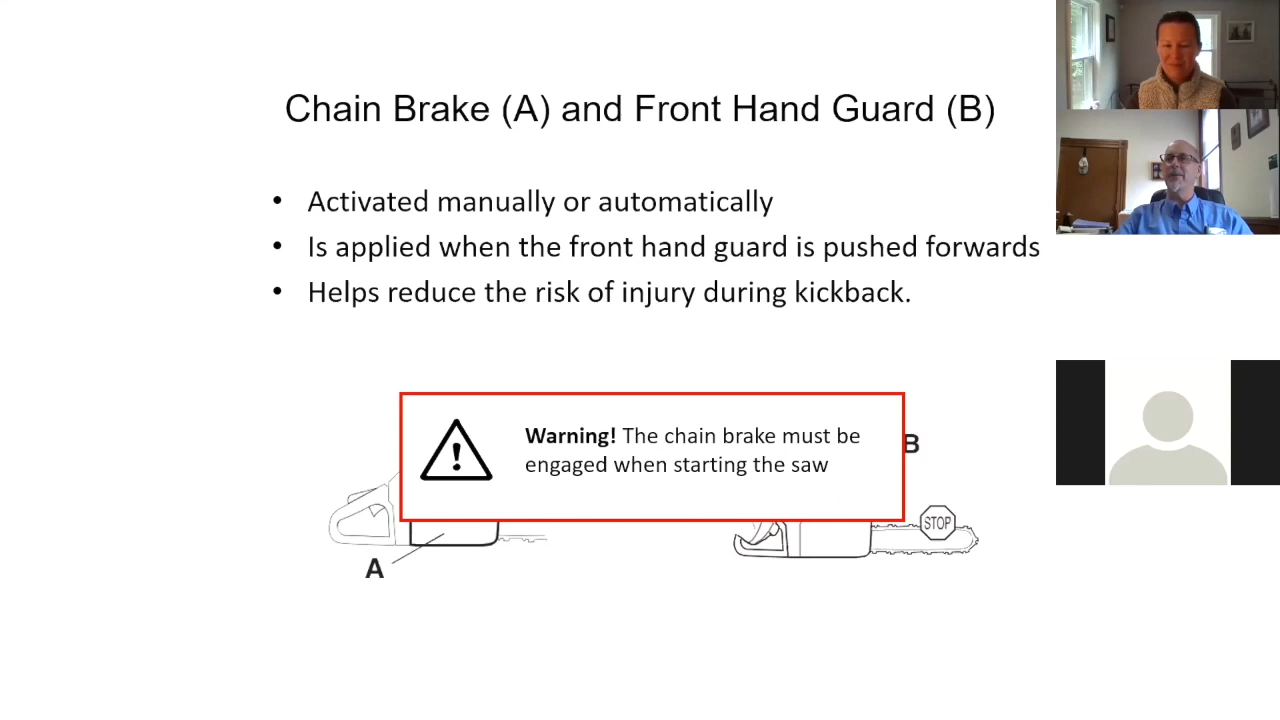 Chain Brake (A) and Front Hand Guard (B)
• Activated manually or automatically
• Is applied when the front hand guard is pushed forwards
• Helps reduce the risk of injury during kickback.
Warning! The chain brake must be
engaged when starting the saw
B
STOP
A